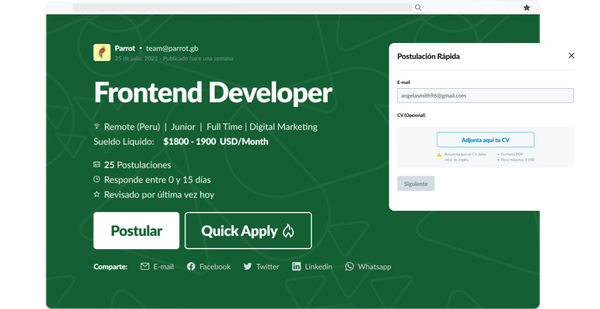 Parrot • team@parrot.gb
25 de julio, 2021 · Publicado hace una semana
Frontend Developer
Remote (Peru) | Junior | Full Time | Digital Marketing
Sueldo Líquido: $1800 - 1900 USD/Month
25 Postulaciones
Responde entre 0 y 15 días
Revisado por última vez hoy
Postular
Quick Apply
Comparte: E-mail Facebook Twitter Linkedin Whatsapp
Postulación Rápida
E-mail
angelasmith96@gmail.com
CV (Opcional)
Adjunta aquí tu CV
Recuerda que el CV debe
estar en inglés.
• Formato PDF
• Peso máximo: 5 MB
Siguiente